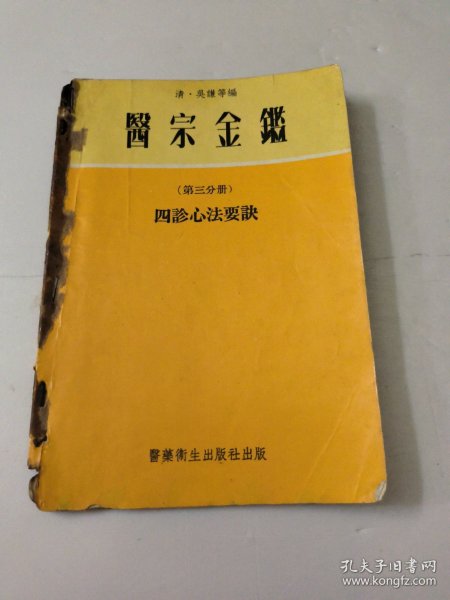 清·吳謙等編
醫宗金鑑
(第三分册)
四診心法要訣
醫藥衛生出版社出版
孔夫子旧书网
www.kongfz.com